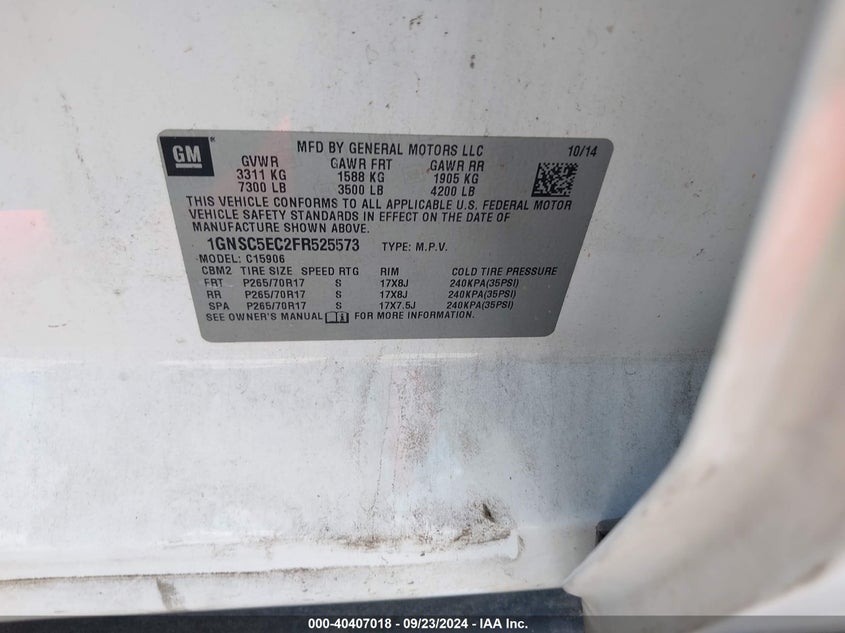 GM
MFD BY GENERAL MOTORS LLC 10/14
GVWR GAWR FRT GAWR RR
3311 KG 1588 KG 1905 KG
7300 LB 3500 LB 4200 LB
THIS VEHICLE CONFORMS TO ALL APPLICABLE U.S. FEDERAL MOTOR
VEHICLE SAFETY STANDARDS IN EFFECT ON THE DATE OF
MANUFACTURE SHOWN ABOVE.
1GNSC5EC2FR525573 TYPE: M.P.V.
MODEL: C15906
CBM2 TIRE SIZE SPEED RTG RIM COLD TIRE PRESSURE
FRT P265/70R17 S 17X8J 240KPA(35PSI)
RR P265/70R17 S 17X8J 240KPA(35PSI)
SPA P265/70R17 S 17X7.5J 240KPA(35PSI)
SEE OWNER'S MANUAL FOR MORE INFORMATION.
000-40407018 - 09/23/2024 - © IAA, Inc.